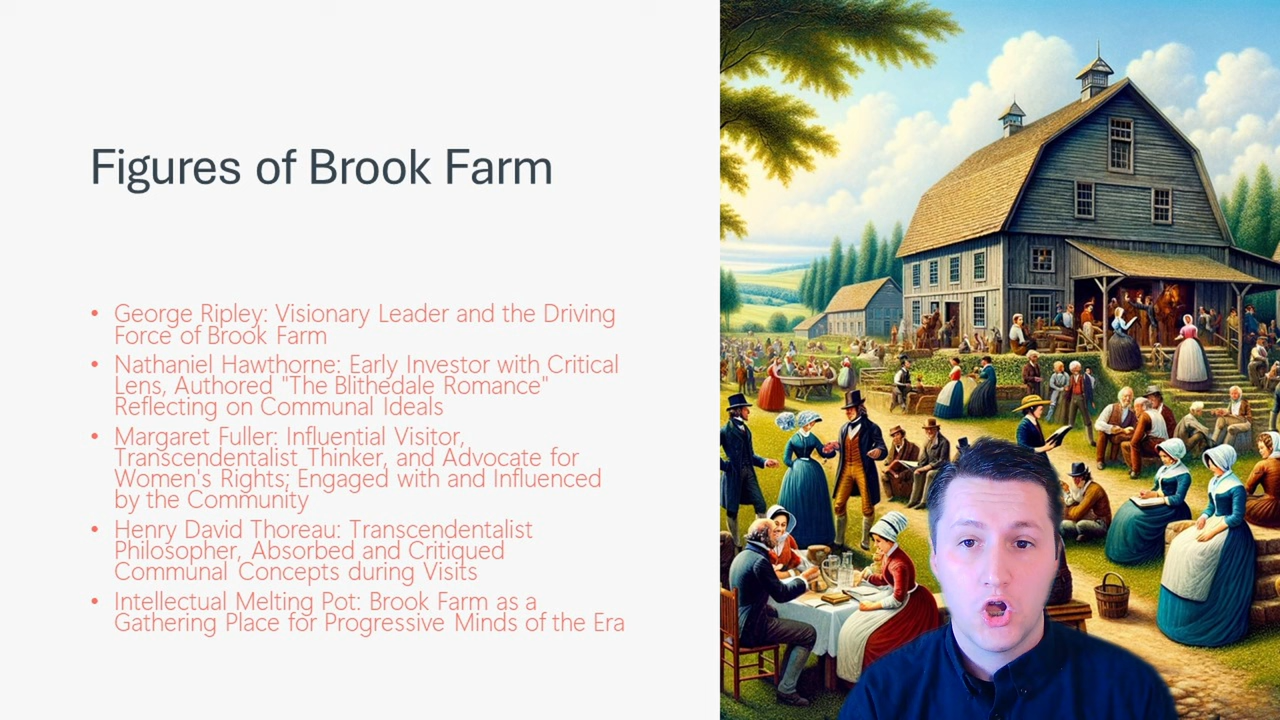 Figures of Brook Farm
• George Ripley: Visionary Leader and the Driving
Force of Brook Farm
• Nathaniel Hawthorne: Early Investor with Critical
Lens, Authored "The Blithedale Romance"
Reflecting on Communal Ideals
• Margaret Fuller: Influential Visitor,
Transcendentalist Thinker, and Advocate for
Women's Rights; Engaged with and Influenced
by the Community
• Henry David Thoreau: Transcendentalist
Philosopher, Absorbed and Critiqued
Communal Concepts during Visits
• Intellectual Melting Pot: Brook Farm as a
Gathering Place for Progressive Minds of the Era